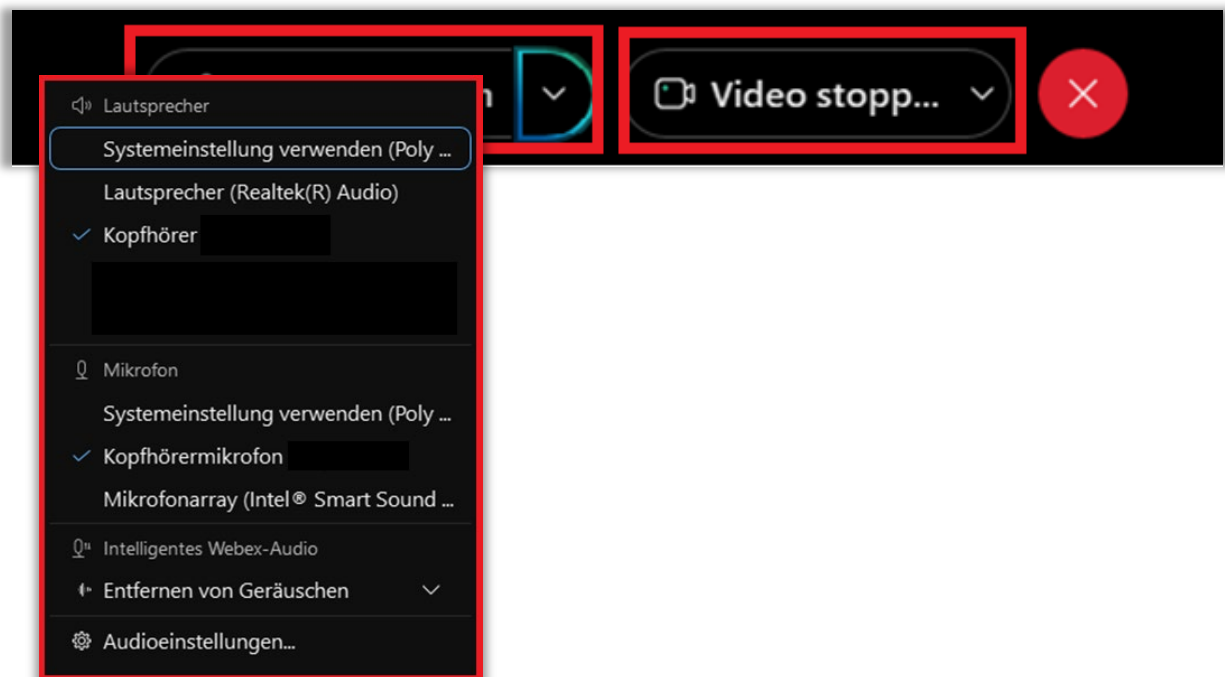 Video stopp...
Lautsprecher
Systemeinstellung verwenden (Poly ...
Lautsprecher (Realtek(R) Audio)
Kopfhörer
Mikrofon
Systemeinstellung verwenden (Poly ...
Kopfhörermikrofon
Mikrofonarray (Intel® Smart Sound ...
Intelligentes Webex-Audio
Entfernen von Geräuschen
Audioeinstellungen...